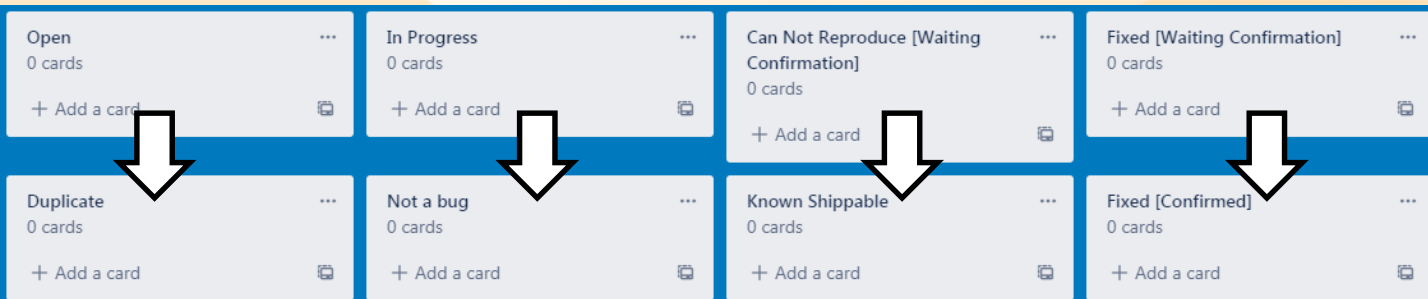 Open
0 cards
+ Add a card
In Progress
0 cards
+ Add a card
Can Not Reproduce [Waiting
Confirmation]
0 cards
+ Add a card
Fixed [Waiting Confirmation]
0 cards
+ Add a card
Duplicate
0 cards
+ Add a card
Not a bug
0 cards
+ Add a card
Known Shippable
0 cards
+ Add a card
Fixed [Confirmed]
0 cards
+ Add a card